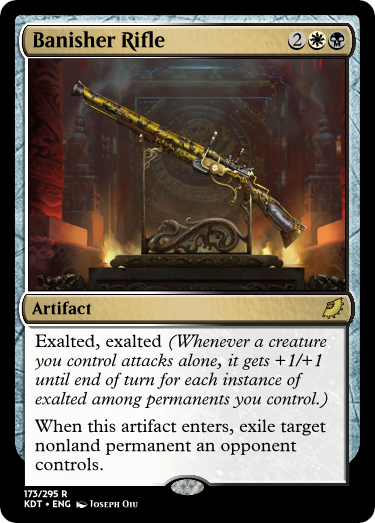 Banisher Rifle 2
Artifact
Exalted, exalted (Whenever a creature
you control attacks alone, it gets +1/+1
until end of turn for each instance of
exalted among permanents you control.)
When this artifact enters, exile target
nonland permanent an opponent
controls.
173/295 R
KDT • ENG Joseph Oiu